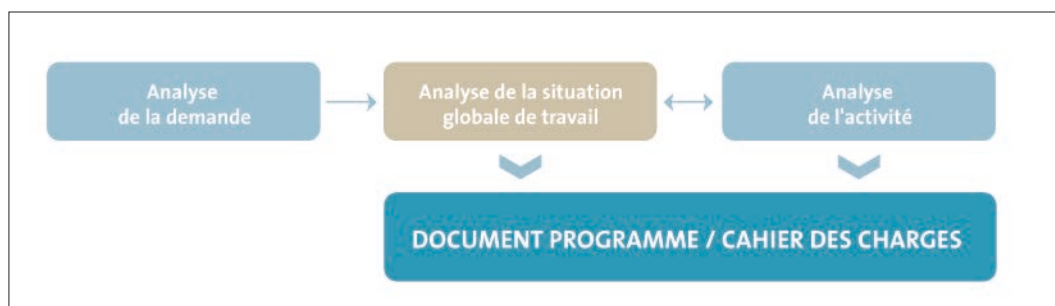 Analyse
de la demande
Analyse de la situation
globale de travail
Analyse
de l'activité
DOCUMENT PROGRAMME / CAHIER DES CHARGES